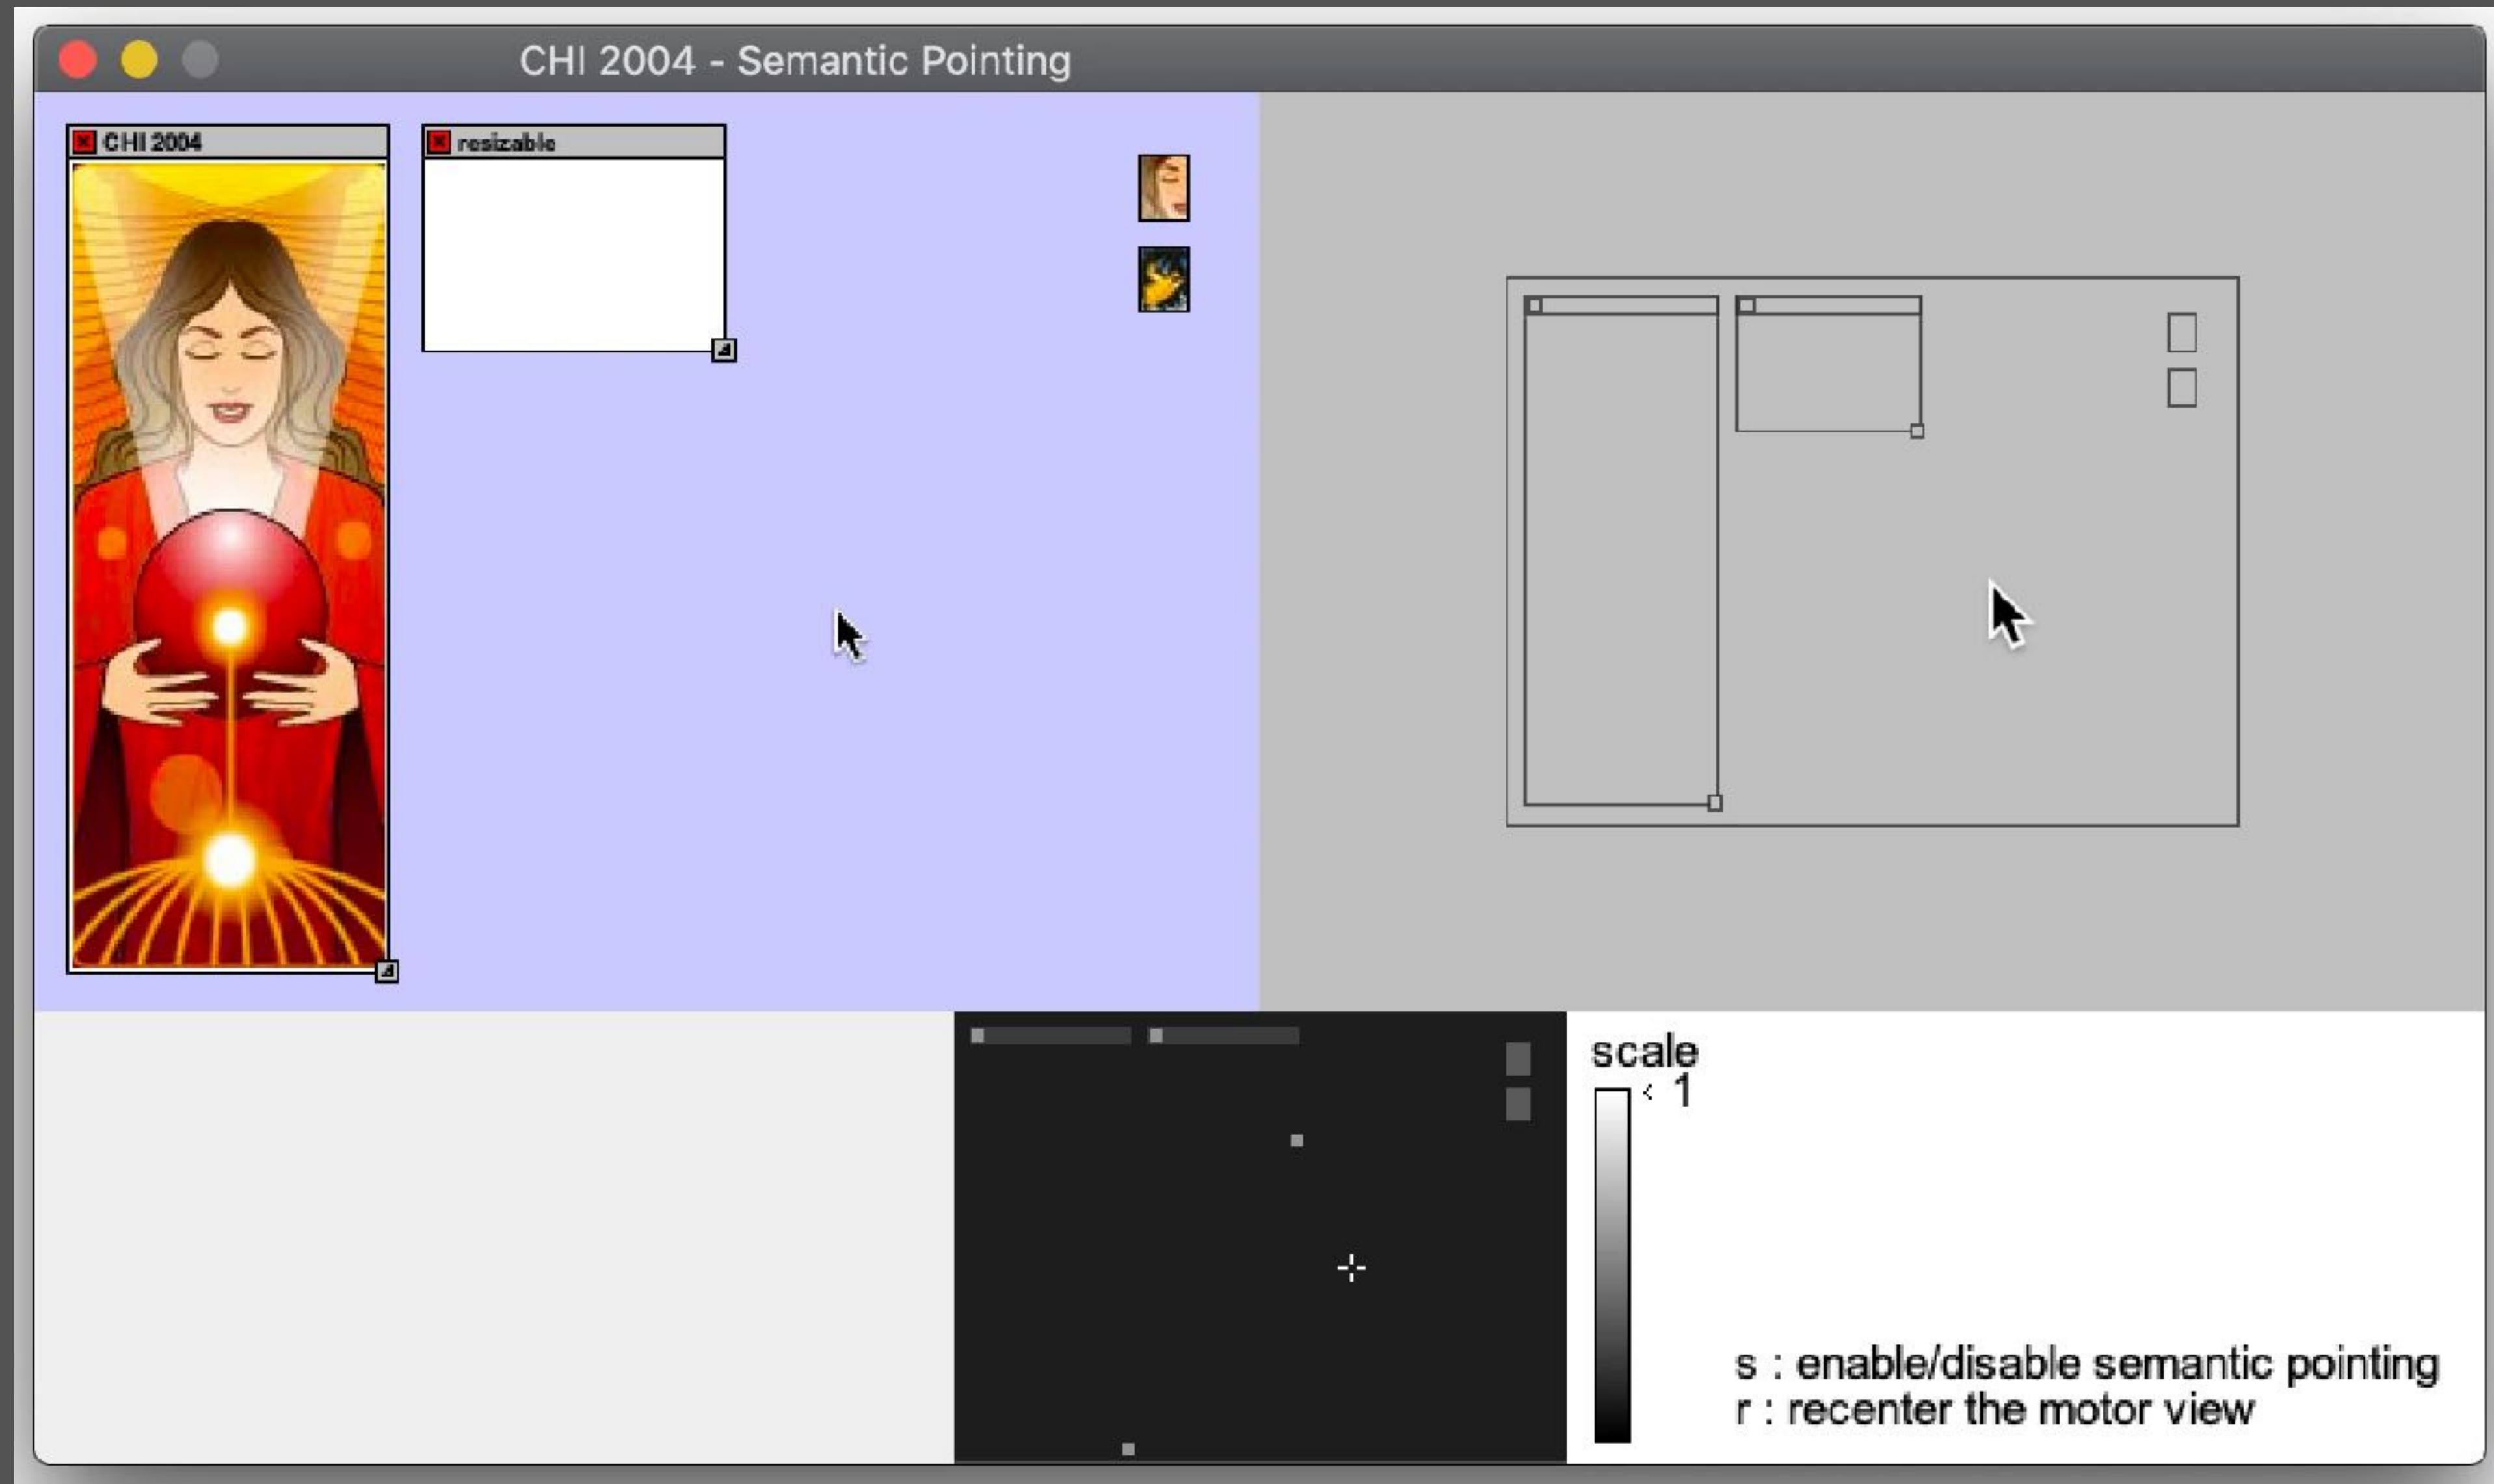 CHI 2004 - Semantic Pointing
CHI 2004
resizable
scale
< 1
s : enable/disable semantic pointing
r : recenter the motor view